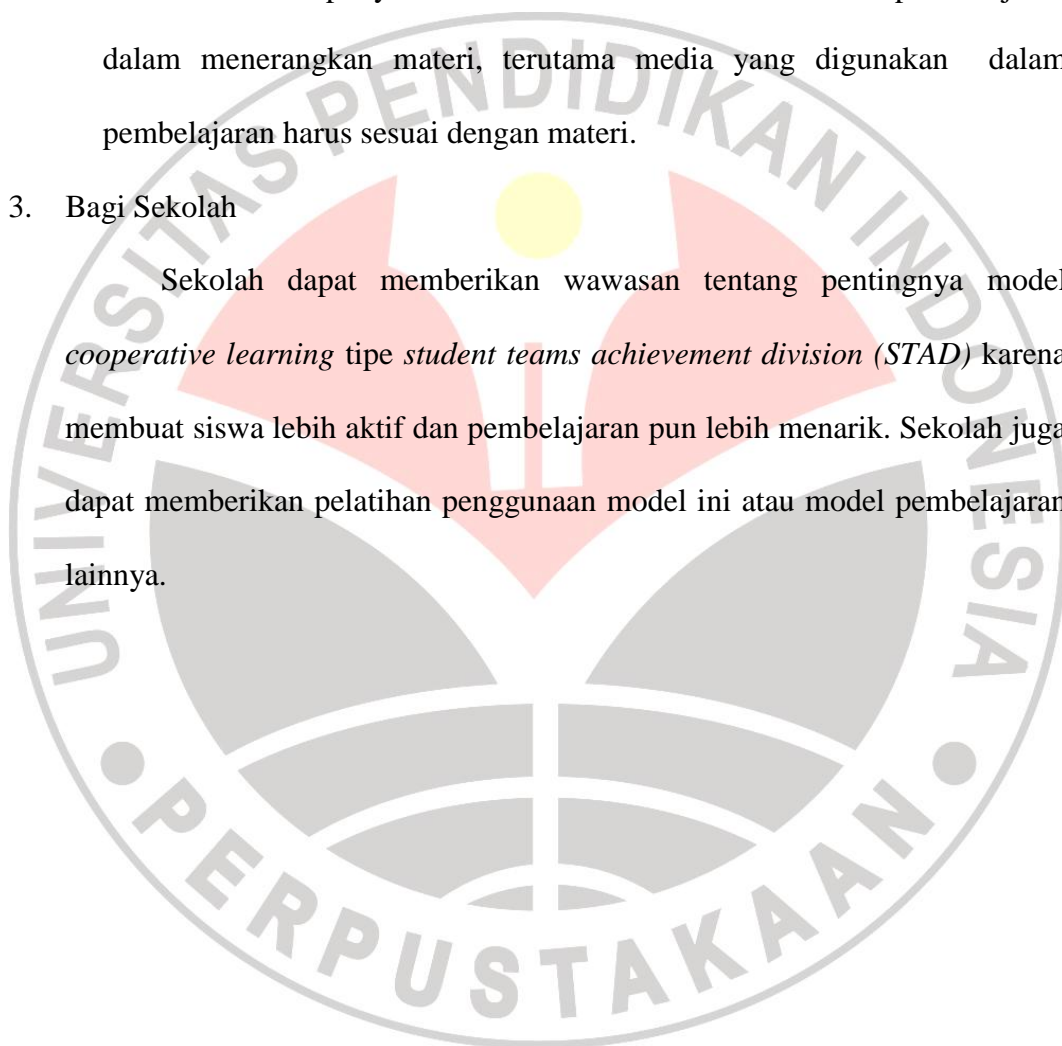 dalam menerangkan materi, terutama media yang digunakan dalam
pembelajaran harus sesuai dengan materi.
3. Bagi Sekolah
Sekolah dapat memberikan wawasan tentang pentingnya model
cooperative learning tipe student teams achievement division (STAD) karena
membuat siswa lebih aktif dan pembelajaran pun lebih menarik. Sekolah juga
dapat memberikan pelatihan penggunaan model ini atau model pembelajaran
lainnya.
UNIVERSITAS PENDIDIKAN INDONESIA
PERPUSTAKAAN